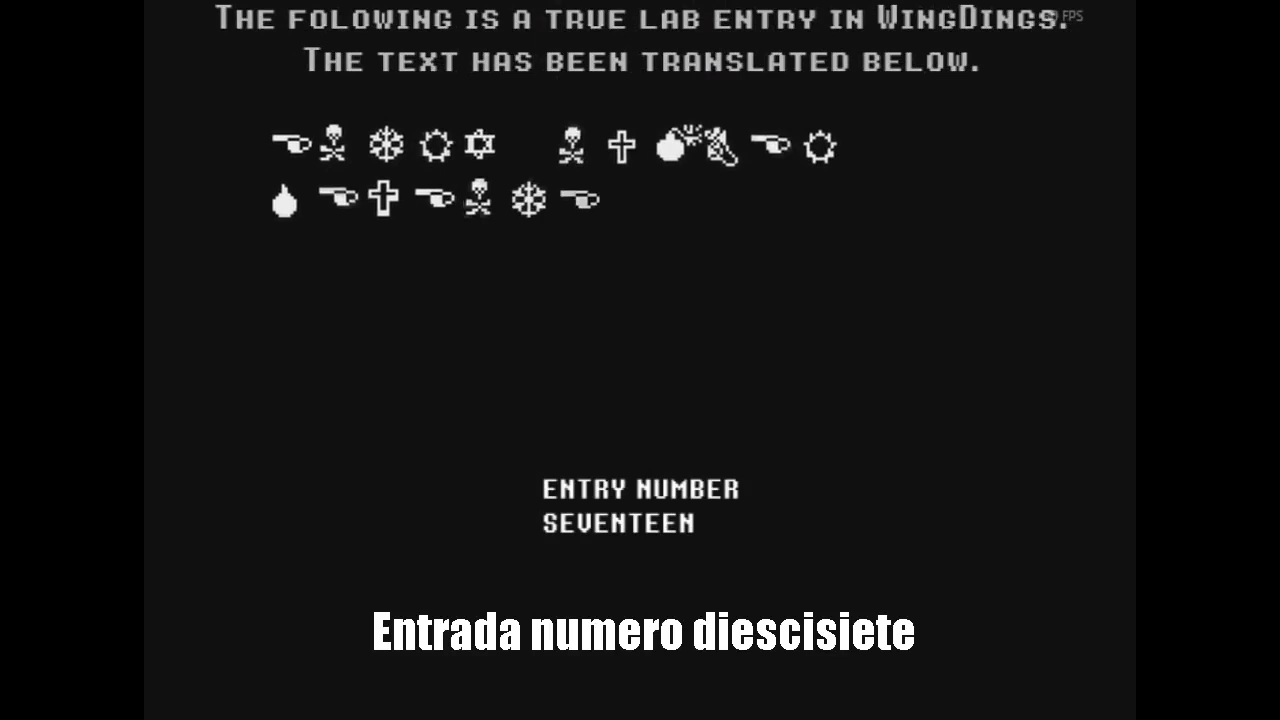 THE FOLOWING IS A TRUE LAB ENTRY IN WINGDINGS.
FPS
THE TEXT HAS BEEN TRANSLATED BELOW.
☜☠❄☼✡ ☠🕆💣👌☜☼
💧☜✞☜☠❄☜
ENTRY NUMBER
SEVENTEEN
Entrada numero diescisiete